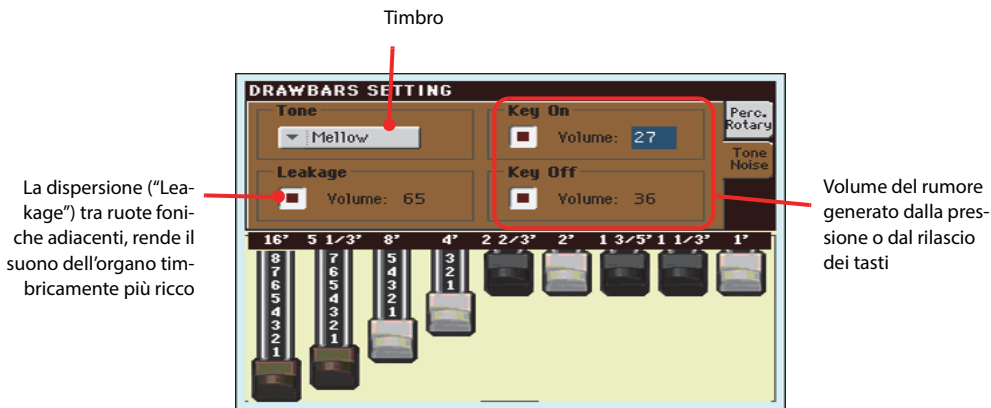 Timbro
DRAWBARS SETTING
Tone
Mellow
Key On
Volume: 27
Perc.
Rotary
Leakage
Volume: 65
Key Off
Volume: 36
Tone
Noise
La dispersione (“Lea-
kage”) tra ruote foni-
che adiacenti, rende il
suono dell’organo tim-
bricamente più ricco
Volume del rumore
generato dalla pres-
sione o dal rilascio
dei tasti
16’ 5 1/3’ 8’ 4’ 2 2/3’ 2’ 1 3/5’ 1 1/3’ 1’
8 7 5 3
7 6 4 2
6 5 3 1
5 4 2
4 3 1
3 2
2 1
1